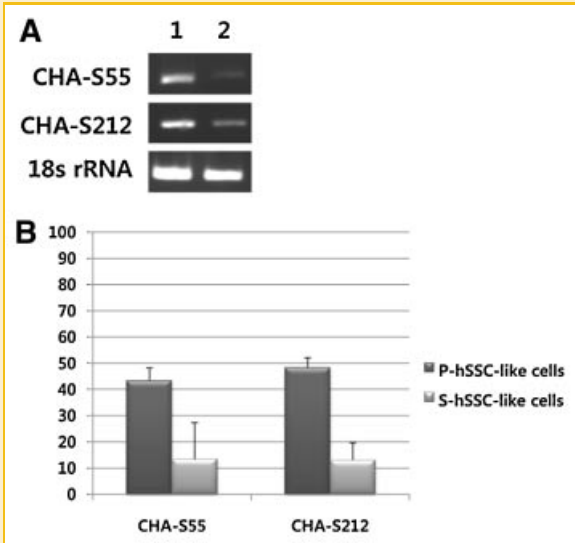 A
1 2
CHA-S55
CHA-S212
18s rRNA
B
100
90
80
70
60
50
40
30
20
10
0
P-hSSC-like cells
S-hSSC-like cells
CHA-S55 CHA-S212